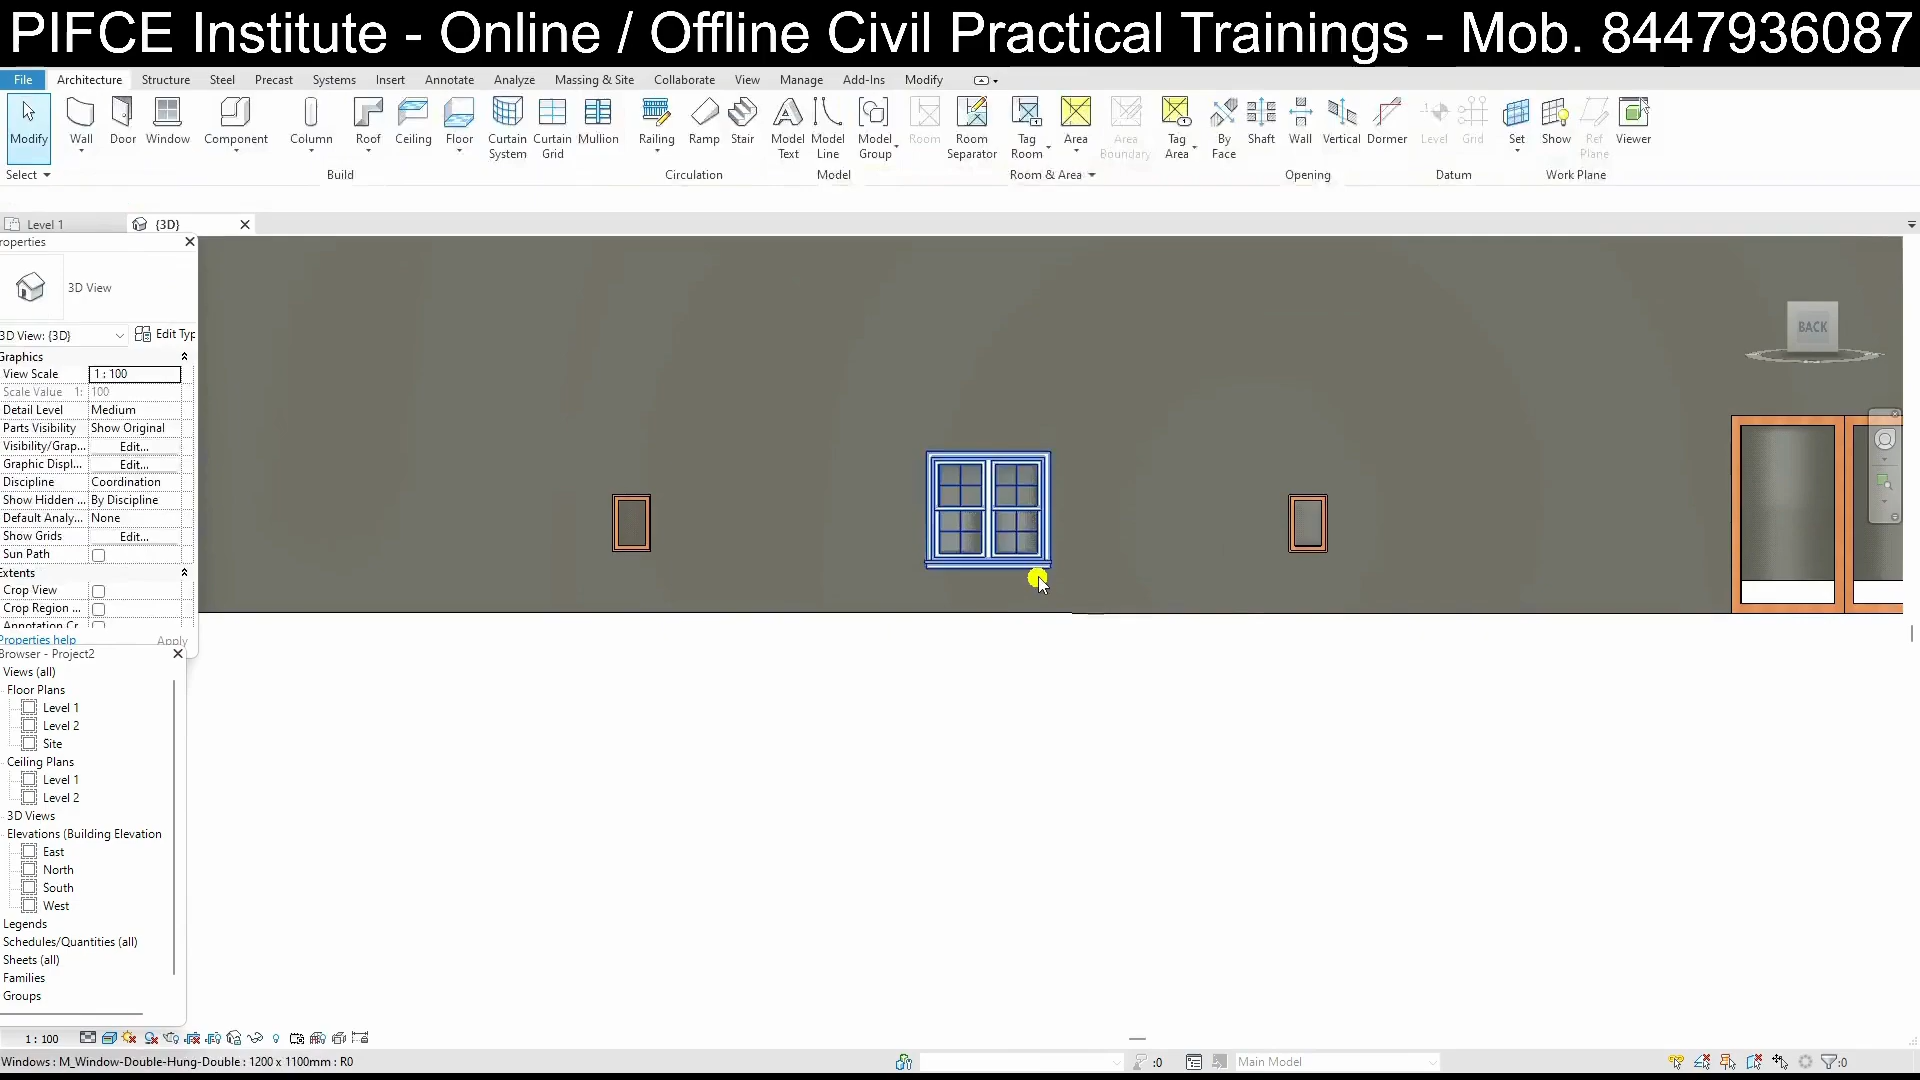 PIFCE Institute - Online / Offline Civil Practical Trainings - Mob. 8447936087
File Architecture Structure Steel Precast Systems Insert Annotate Analyze Massing & Site Collaborate View Manage Add-Ins Modify
Modify Wall Door Window Component Column Roof Ceiling Floor Curtain System Curtain Grid Mullion Railing Ramp Stair Model Text Model Line Model Group Room Room Separator Tag Room Area Area Boundary Tag Area By Face Shaft Wall Vertical Dormer Level Grid Set Show Ref Plane Viewer
Select Build Circulation Model Room & Area Opening Datum Work Plane
Level 1 {3D}
roperties
3D View
3D View: {3D} Edit Typ
Graphics
View Scale 1 : 100
Scale Value 1: 100
Detail Level Medium
Parts Visibility Show Original
Visibility/Grap... Edit...
Graphic Displ... Edit...
Discipline Coordination
Show Hidden ... By Discipline
Default Analy... None
Show Grids Edit...
Sun Path
Extents
Crop View
Crop Region ...
Annotation Cr
Properties help Apply
Browser - Project2
Views (all)
Floor Plans
Level 1
Level 2
Site
Ceiling Plans
Level 1
Level 2
3D Views
Elevations (Building Elevation
East
North
South
West
Legends
Schedules/Quantities (all)
Sheets (all)
Families
Groups
BACK
1 : 100
Windows : M_Window-Double-Hung-Double : 1200 x 1100mm : R0 :0 Main Model :0